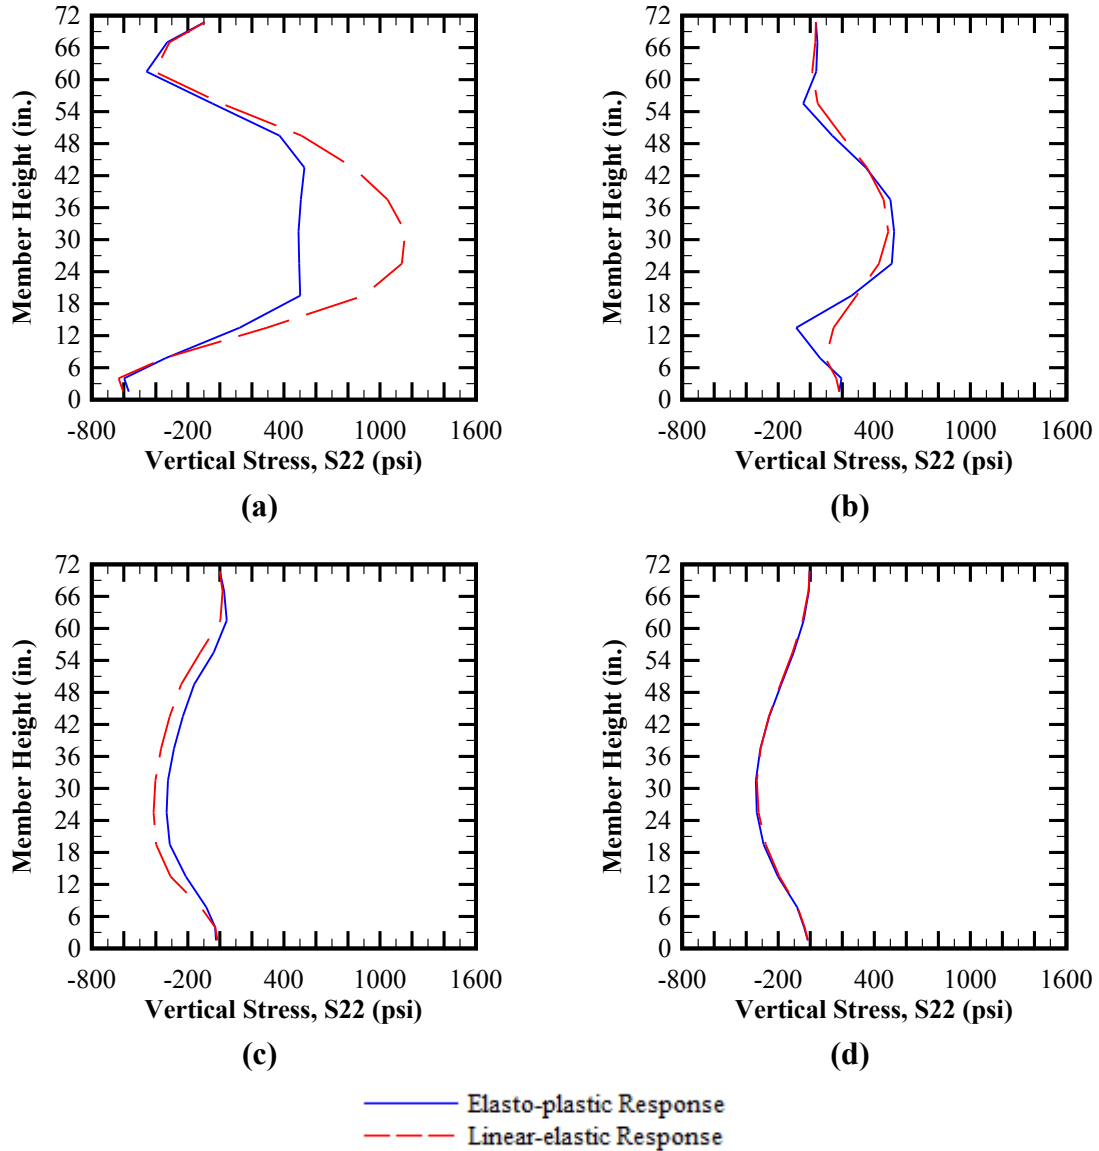 72
66
60
54
48
42
36
30
24
18
12
6
0
Member Height (in.)
-800 -200 400 1000 1600
Vertical Stress, S22 (psi)
(a)
72
66
60
54
48
42
36
30
24
18
12
6
0
Member Height (in.)
-800 -200 400 1000 1600
Vertical Stress, S22 (psi)
(b)
72
66
60
54
48
42
36
30
24
18
12
6
0
Member Height (in.)
-800 -200 400 1000 1600
Vertical Stress, S22 (psi)
(c)
72
66
60
54
48
42
36
30
24
18
12
6
0
Member Height (in.)
-800 -200 400 1000 1600
Vertical Stress, S22 (psi)
(d)
Elasto-plastic Response
Linear-elastic Response